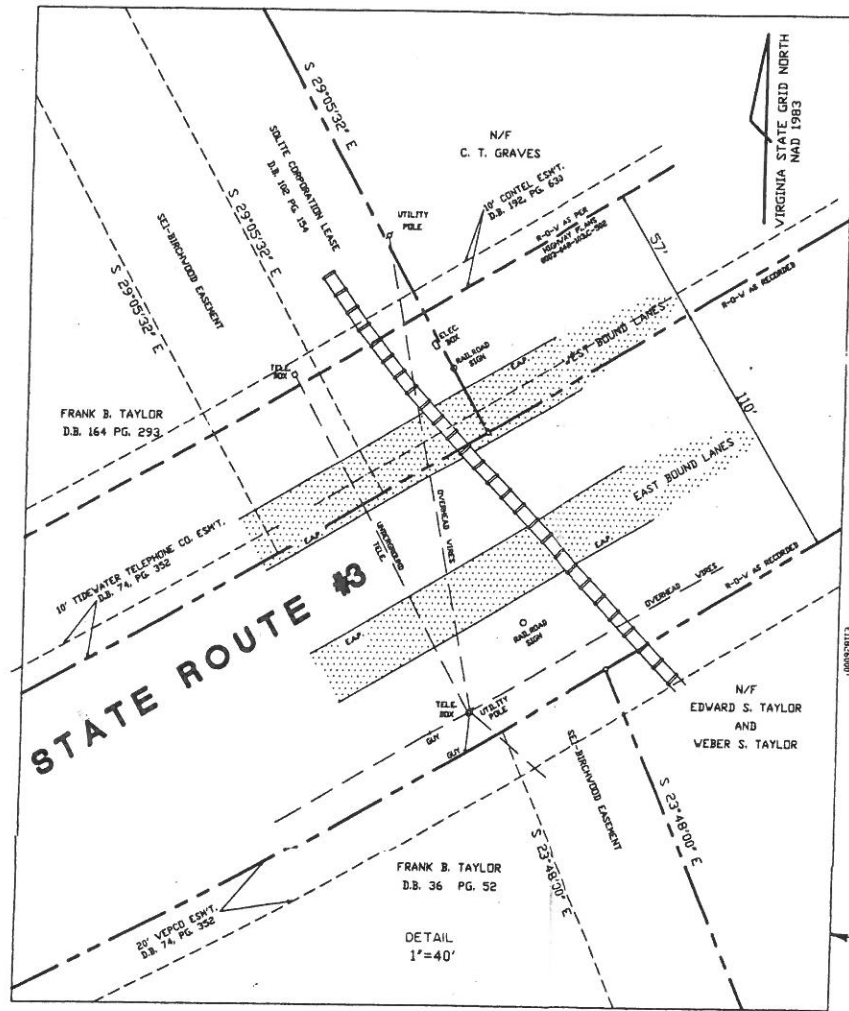 S 29°05'32" E
N/F
C. T. GRAVES
VIRGINIA STATE GRID NORTH
NAD 1983
SOLITE CORPORATION LEASE
D.B. 102 PG. 154
S 29°05'32" E
10' CONTEL ESM'T.
D.B. 192, PG. 633
UTILITY
POLE
SEI-BIRCHWOOD EASEMENT
R-O-W AS PER
HIGHWAY PLANS
57'
S 29°05'32" E
R-O-W AS RECORDED
ELEC
BOX
WEST BOUND LANES
RAILROAD
SIGN
E.A.P.
TELE.
BOX
FRANK B. TAYLOR
D.B. 164 PG. 293
110'
EAST BOUND LANES
10' TIDEWATER TELEPHONE CO. ESM'T.
D.B. 74, PG. 352
E.A.P.
UNDERGROUND
TELE.
OVERHEAD WIRES
E.A.P.
STATE ROUTE #3
OVERHEAD WIRES
R-O-W AS RECORDED
E.A.P.
RAILROAD
SIGN
N/F
EDWARD S. TAYLOR
AND
WEBER S. TAYLOR
TELE.
BOX
UTILITY
POLE
GUY
GUY
SEI-BIRCHWOOD EASEMENT
S 23°48'00" E
S 23°48'00" E
FRANK B. TAYLOR
D.B. 36 PG. 52
20' VEPCO ESM'T.
D.B. 74, PG. 352
DETAIL
1"=40'